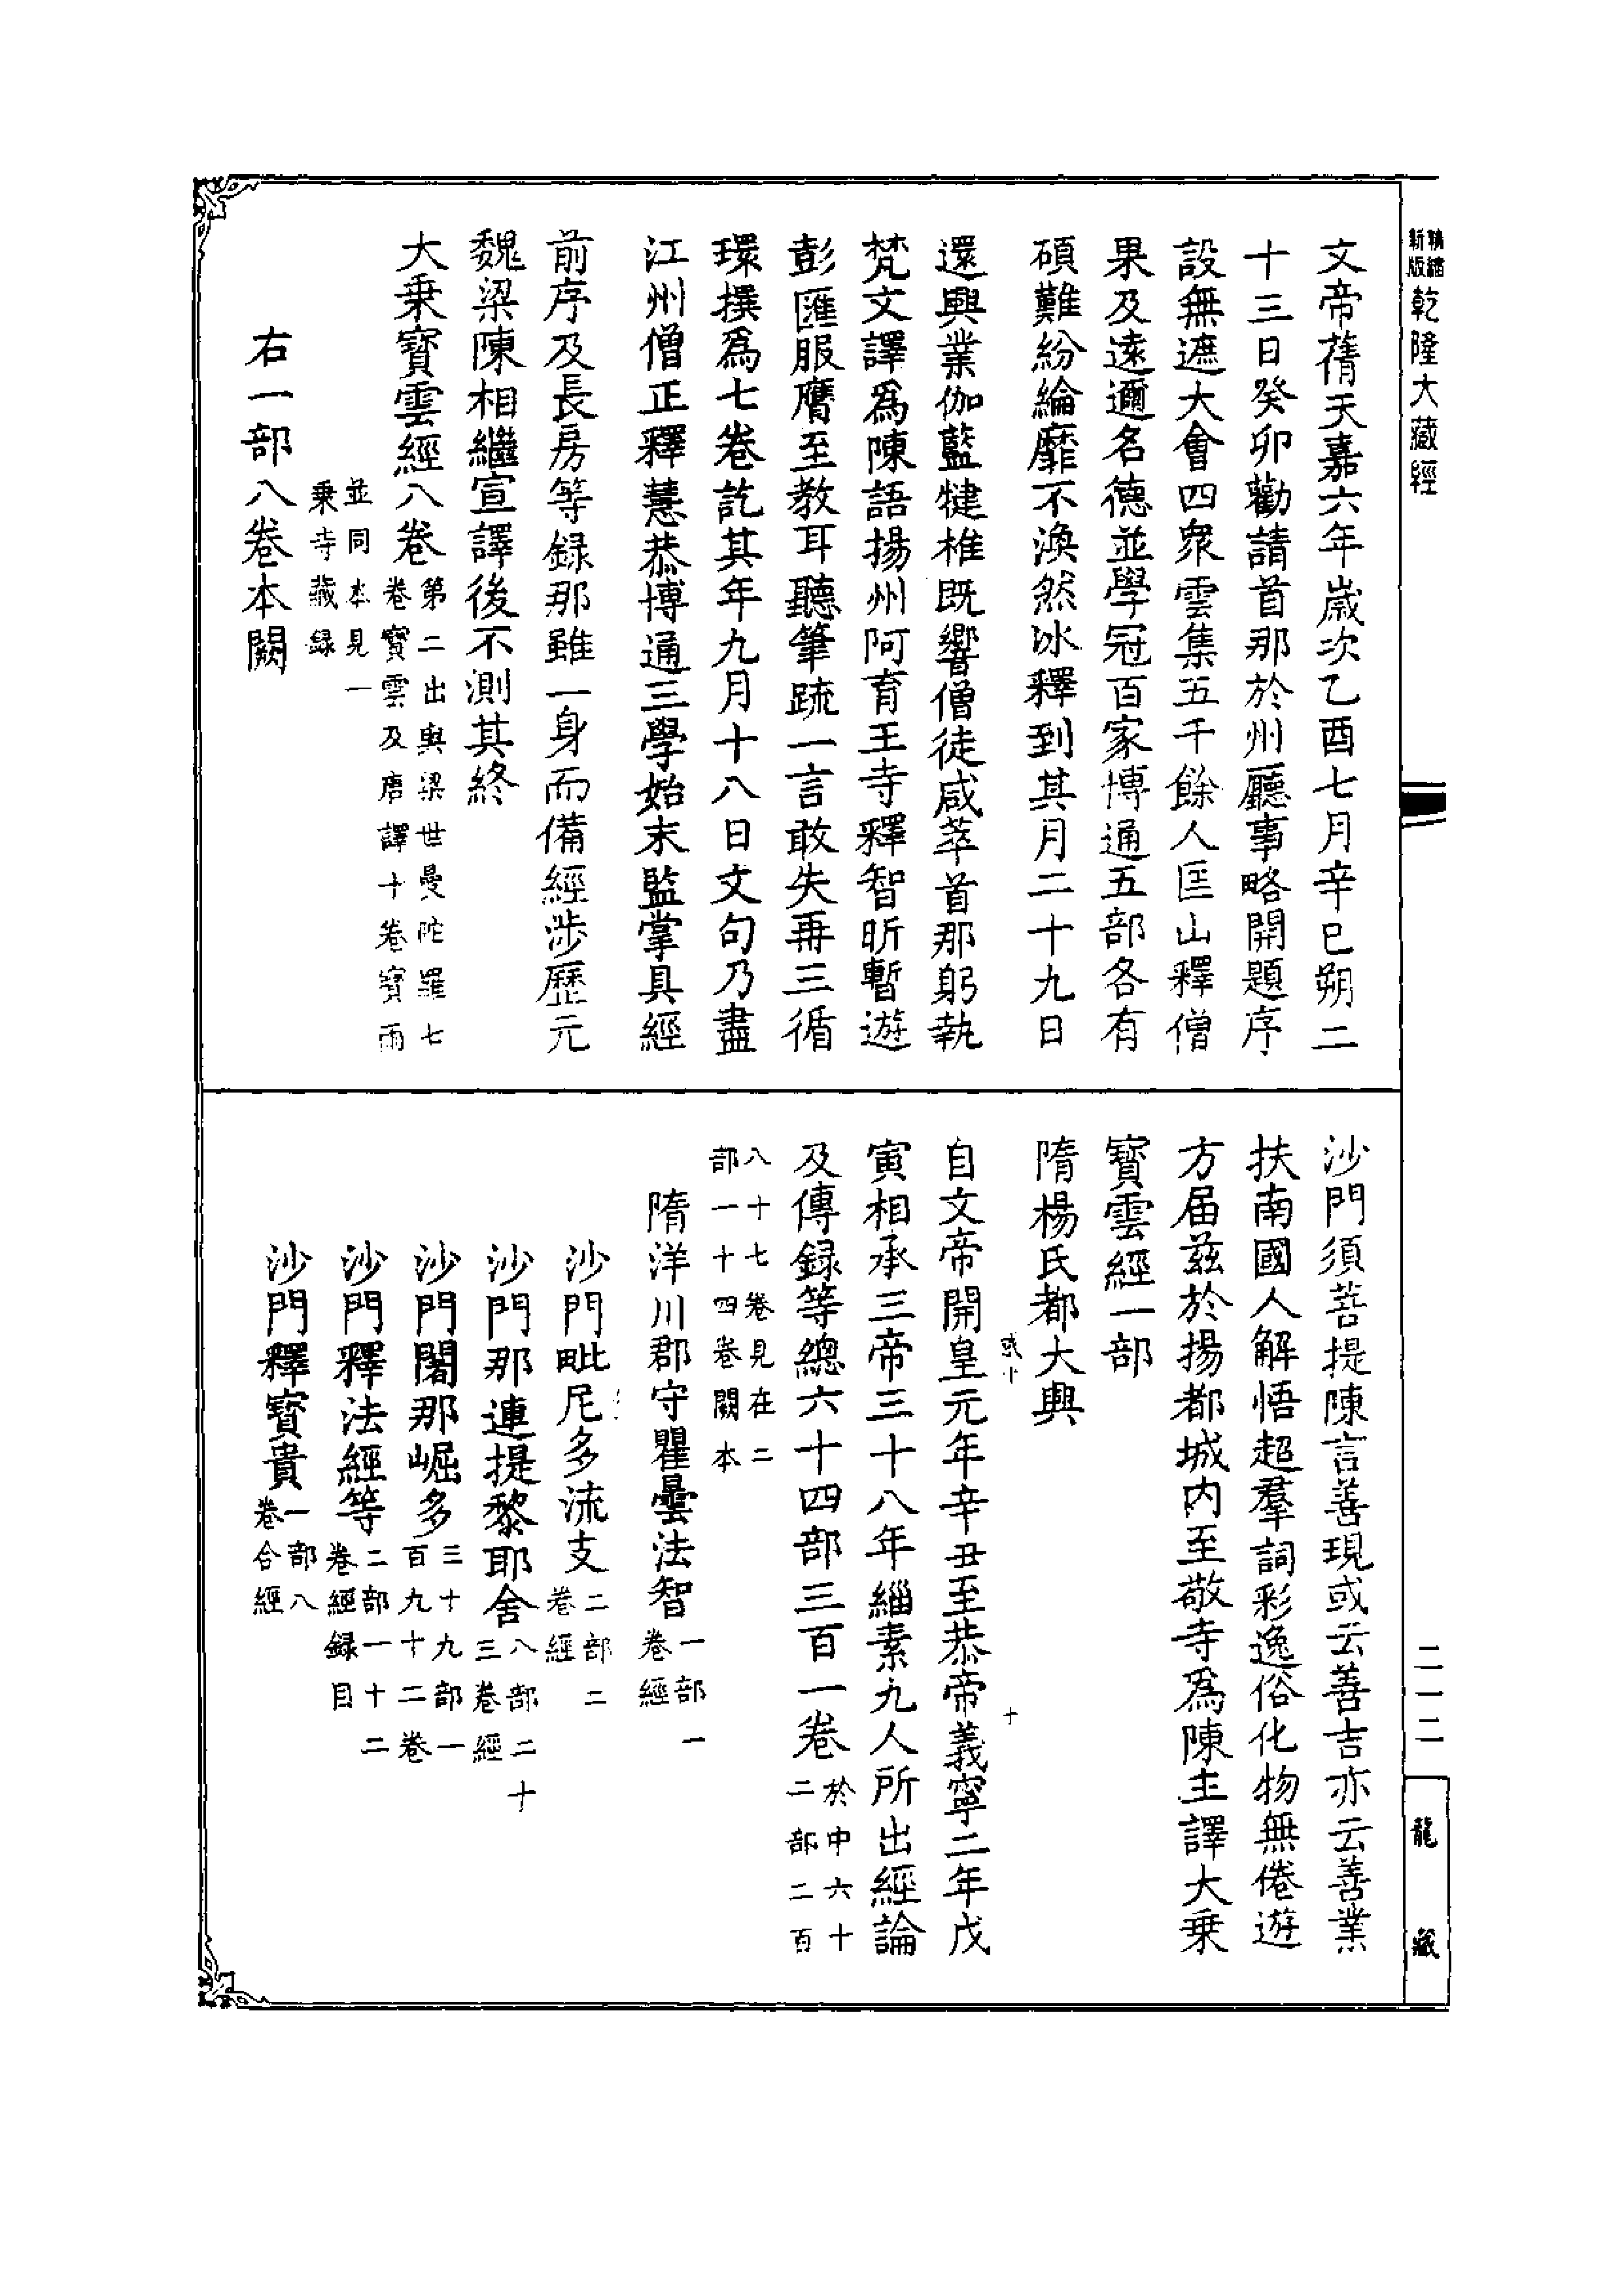 精縮
新版
乾隆大藏經
文帝蒨天嘉六年歲次乙酉七月辛巳朔二
十三日癸卯勸請首那於州廳事略開題序
設無遮大會四衆雲集五千餘人匡山釋僧
果及遠邇名德並學冠百家博通五部各有
碩難紛綸靡不渙然冰釋到其月二十九日
還興業伽藍犍椎既響僧徒咸萃首那躬執
梵文譯爲陳語揚州阿育王寺釋智昕暫遊
彭匯服膺至教耳聽筆疏一言敢失再三循
環撰爲七卷訖其年九月十八日文句乃盡
江州僧正釋慧恭博通三學始末監掌具經
前序及長房等録那雖一身而備經涉歷元
魏梁陳相繼宣譯後不測其終
大乗寶雲經八卷
第二出與梁世曼陀羅七
卷寶雲及唐譯十卷寶雨
並同本見一
乗寺藏録
右一部八卷本闕
沙門須菩提陳言善現或云善吉亦云善業
扶南國人解悟超羣詞彩逸俗化物無倦遊
方届茲於揚都城內至敬寺爲陳主譯大乗
寶雲經一部
隋楊氏都大興
自文帝開皇元年辛丑至恭帝義寧二年戊
寅相承三帝三十八年緇素九人所出經論
及傳録等總六十四部三百一卷
於中六十
二部二百
八十七卷見在二
部一十四卷闕本
隋洋川郡守瞿曇法智
一部一
卷經
沙門毗尼多流支
二部二
卷經
沙門那連提黎耶舍
八部二十
三卷經
沙門闍那崛多
三十九部一
百九十二卷
沙門釋法經等
二部一十二
卷經録目
沙門釋寶貴
一部八
卷合經
二一二
龍藏